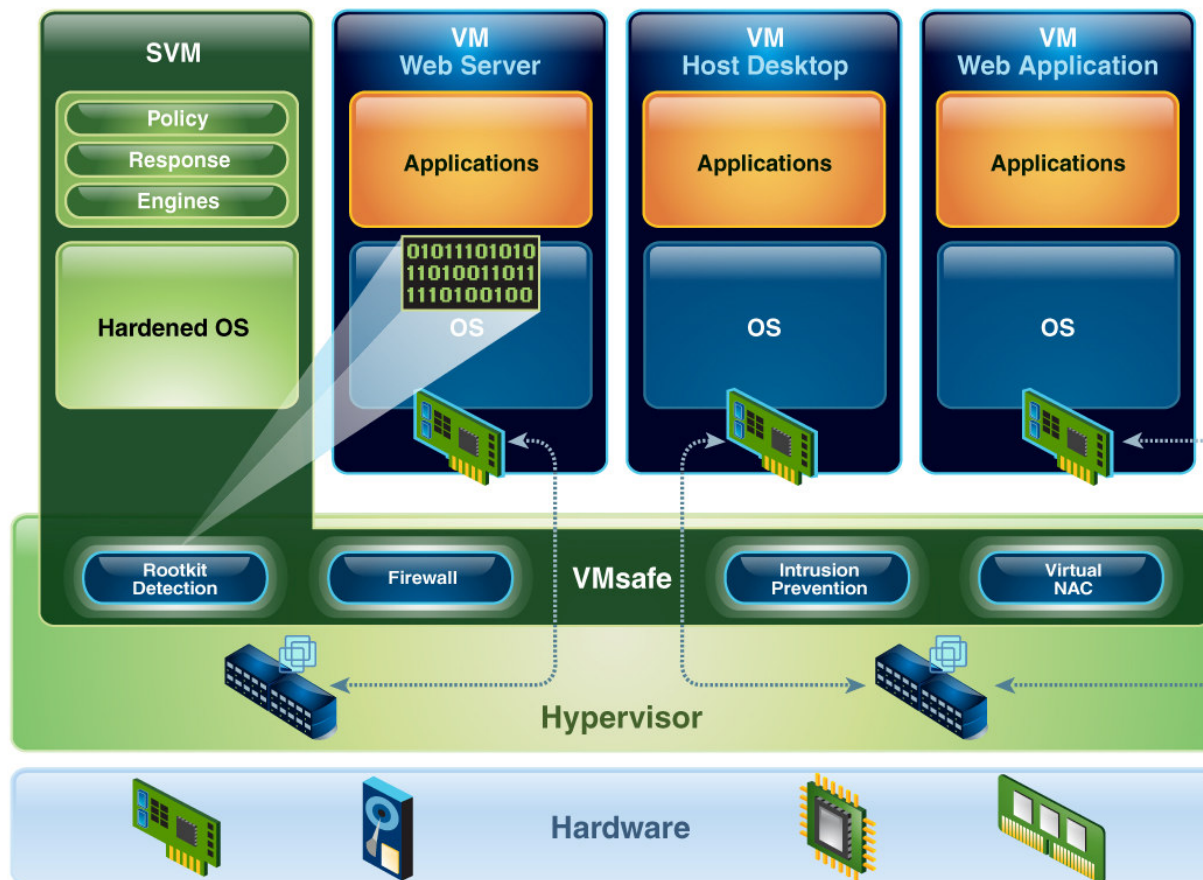 SVM
Policy
Response
Engines
Hardened OS
VM
Web Server
Applications
01011101010
11010011011
1110100100
OS
VM
Host Desktop
Applications
OS
VM
Web Application
Applications
OS
Rootkit
Detection
Firewall
VMsafe
Intrusion
Prevention
Virtual
NAC
Hypervisor
Hardware